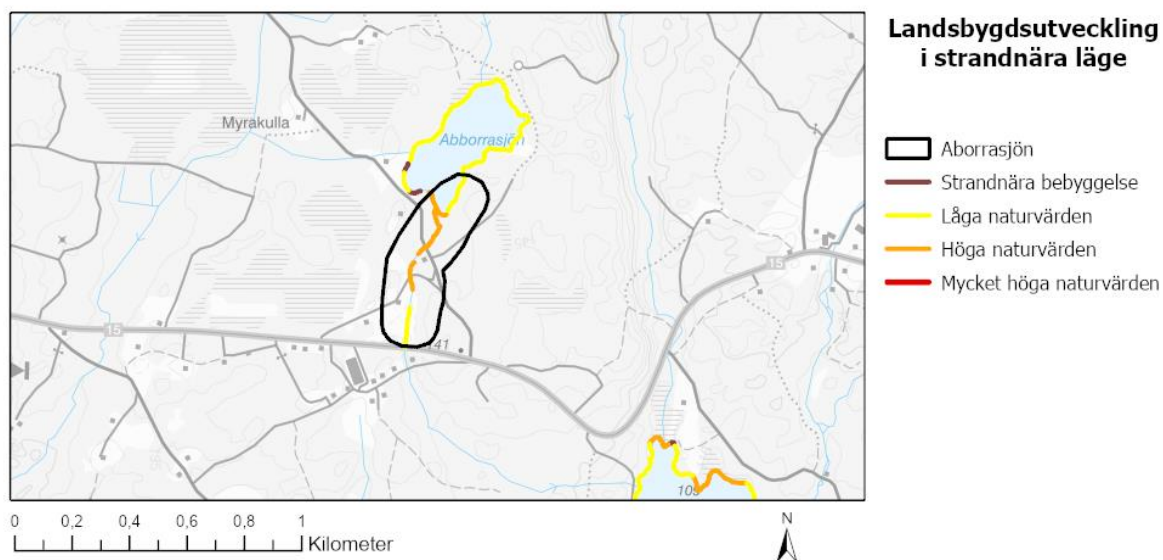 Landsbygdsutveckling
i strandnära läge
Aborrasjön
Strandnära bebyggelse
Låga naturvärden
Höga naturvärden
Mycket höga naturvärden
Myrakulla
Abborrasjön
15
15
141
0 0,2 0,4 0,6 0,8 1
Kilometer
N